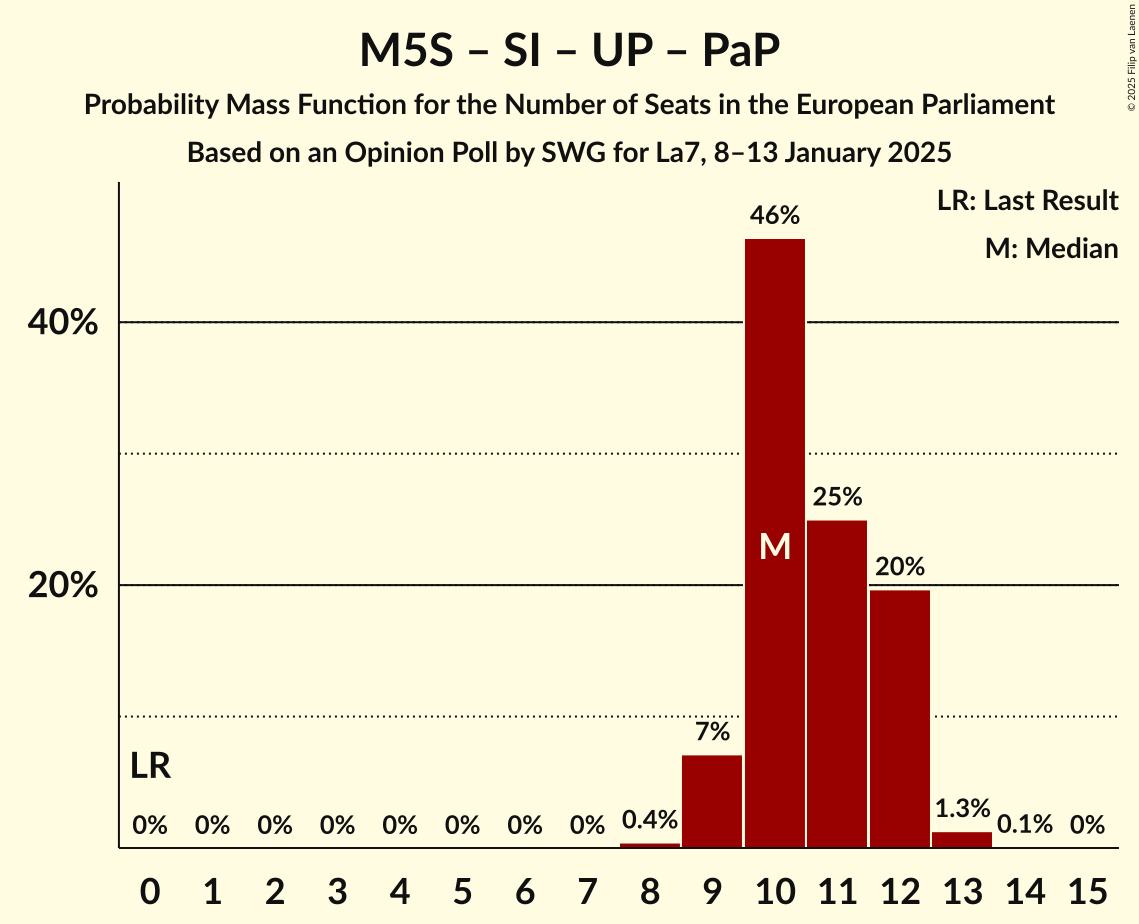 M5S – SI – UP – PaP
Probability Mass Function for the Number of Seats in the European Parliament
Based on an Opinion Poll by SWG for La7, 8–13 January 2025
© 2025 Filip van Laenen
LR: Last Result
M: Median
46%
40%
25%
M
20%
20%
7%
LR
0% 0% 0% 0% 0% 0% 0% 0% 0.4% 1.3% 0.1% 0%
0 1 2 3 4 5 6 7 8 9 10 11 12 13 14 15